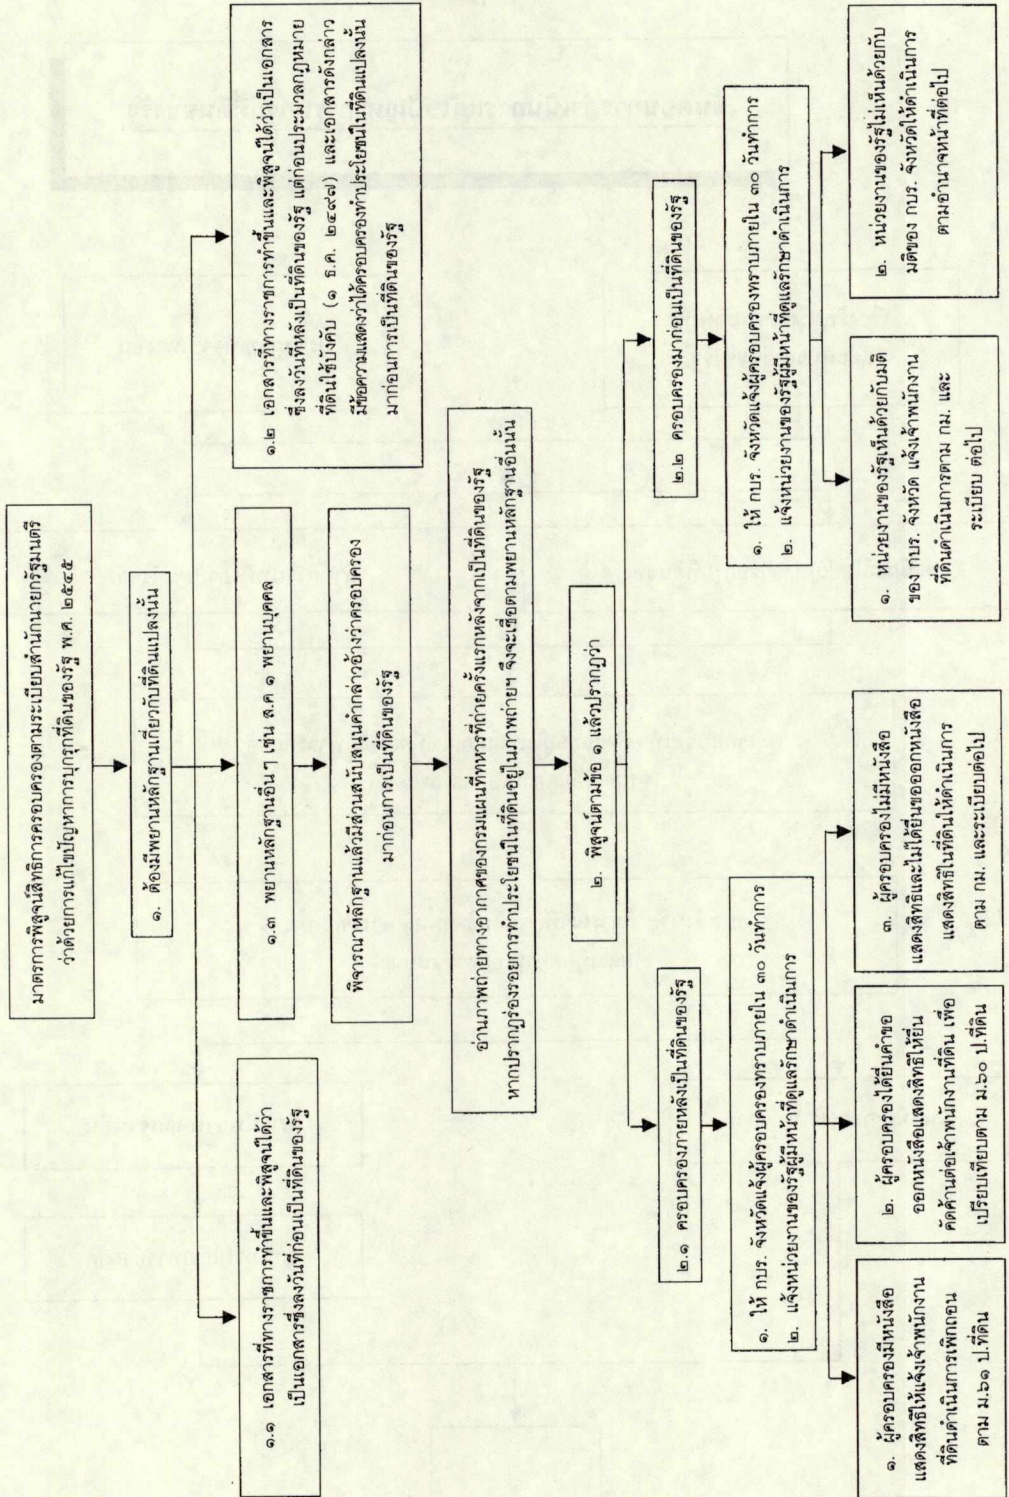 มาตรการพิสูจน์สิทธิการครอบครองตามระเบียบสำนักนายกรัฐมนตรี
ว่าด้วยการแก้ไขปัญหาการบุกรุกที่ดินของรัฐ พ.ศ. ๒๕๔๕
๑. ต้องมีพยานหลักฐานเกี่ยวกับที่ดินแปลงนั้น
๑.๑ เอกสารที่ทางราชการทำขึ้นและพิสูจน์ได้ว่า
เป็นเอกสารซึ่งลงวันที่ก่อนเป็นที่ดินของรัฐ
๑.๓ พยานหลักฐานอื่น ๆ เช่น ส.ค ๑ พยานบุคคล
๑.๒ เอกสารที่ทางราชการทำขึ้นและพิสูจน์ได้ว่าเป็นเอกสาร
ซึ่งลงวันที่หลังเป็นที่ดินของรัฐ แต่ก่อนประมวลกฎหมาย
ที่ดินใช้บังคับ (๑ ธ.ค. ๒๔๙๗) และเอกสารดังกล่าว
มีข้อความแสดงว่าได้ครอบครองทำประโยชน์ในที่ดินแปลงนั้น
มาก่อนการเป็นที่ดินของรัฐ
พิจารณาหลักฐานแล้วมีส่วนสนับสนุนคำกล่าวอ้างว่าครอบครอง
มาก่อนการเป็นที่ดินของรัฐ
อ่านภาพถ่ายทางอากาศของกรมแผนที่ทหารที่ถ่ายครั้งแรกหลังจากเป็นที่ดินของรัฐ
หากปรากฎร่องรอยการทำประโยชน์ในที่ดินอยู่ในภาพถ่ายฯ จึงจะเชื่อตามพยานหลักฐานอื่นนั้น
๒. พิสูจน์ตามข้อ ๑ แล้วปรากฎว่า
๒.๑ ครอบครองภายหลังเป็นที่ดินของรัฐ
๒.๒ ครอบครองมาก่อนเป็นที่ดินของรัฐ
๑. ให้ กบร. จังหวัดแจ้งผู้ครอบครองทราบภายใน ๓๐ วันทำการ
๒. แจ้งหน่วยงานของรัฐผู้มีหน้าที่ดูแลรักษาดำเนินการ
๑. ให้ กบร. จังหวัดแจ้งผู้ครอบครองทราบภายใน ๓๐ วันทำการ
๒. แจ้งหน่วยงานของรัฐผู้มีหน้าที่ดูแลรักษาดำเนินการ
๑. ผู้ครอบครองมีหนังสือ
แสดงสิทธิให้แจ้งเจ้าพนักงาน
ที่ดินดำเนินการเพิกถอน
ตาม ม.๖๑ ป.ที่ดิน
๒. ผู้ครอบครองได้ยื่นคำขอ
ออกหนังสือแสดงสิทธิให้ยื่น
คัดค้านต่อเจ้าพนักงานที่ดิน เพื่อ
เปรียบเทียบตาม ม.๖๐ ป.ที่ดิน
๓. ผู้ครอบครองไม่มีหนังสือ
แสดงสิทธิและไม่ได้ยื่นขอออกหนังสือ
แสดงสิทธิในที่ดินให้ดำเนินการ
ตาม กม. และระเบียบต่อไป
๑. หน่วยงานของรัฐเห็นด้วยกับมติ
ของ กบร. จังหวัด แจ้งเจ้าพนักงาน
ที่ดินดำเนินการตาม กม. และ
ระเบียบ ต่อไป
๒. หน่วยงานของรัฐไม่เห็นด้วยกับ
มติของ กบร. จังหวัดให้ดำเนินการ
ตามอำนาจหน้าที่ต่อไป